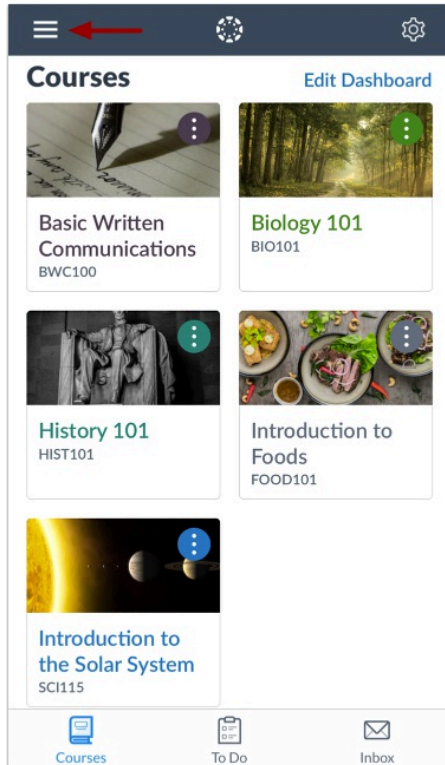 Courses
Edit Dashboard
Basic Written
Communications
BWC100
Biology 101
BIO101
History 101
HIST101
Introduction to
Foods
FOOD101
Introduction to
the Solar System
SCI115
Courses
To Do
Inbox